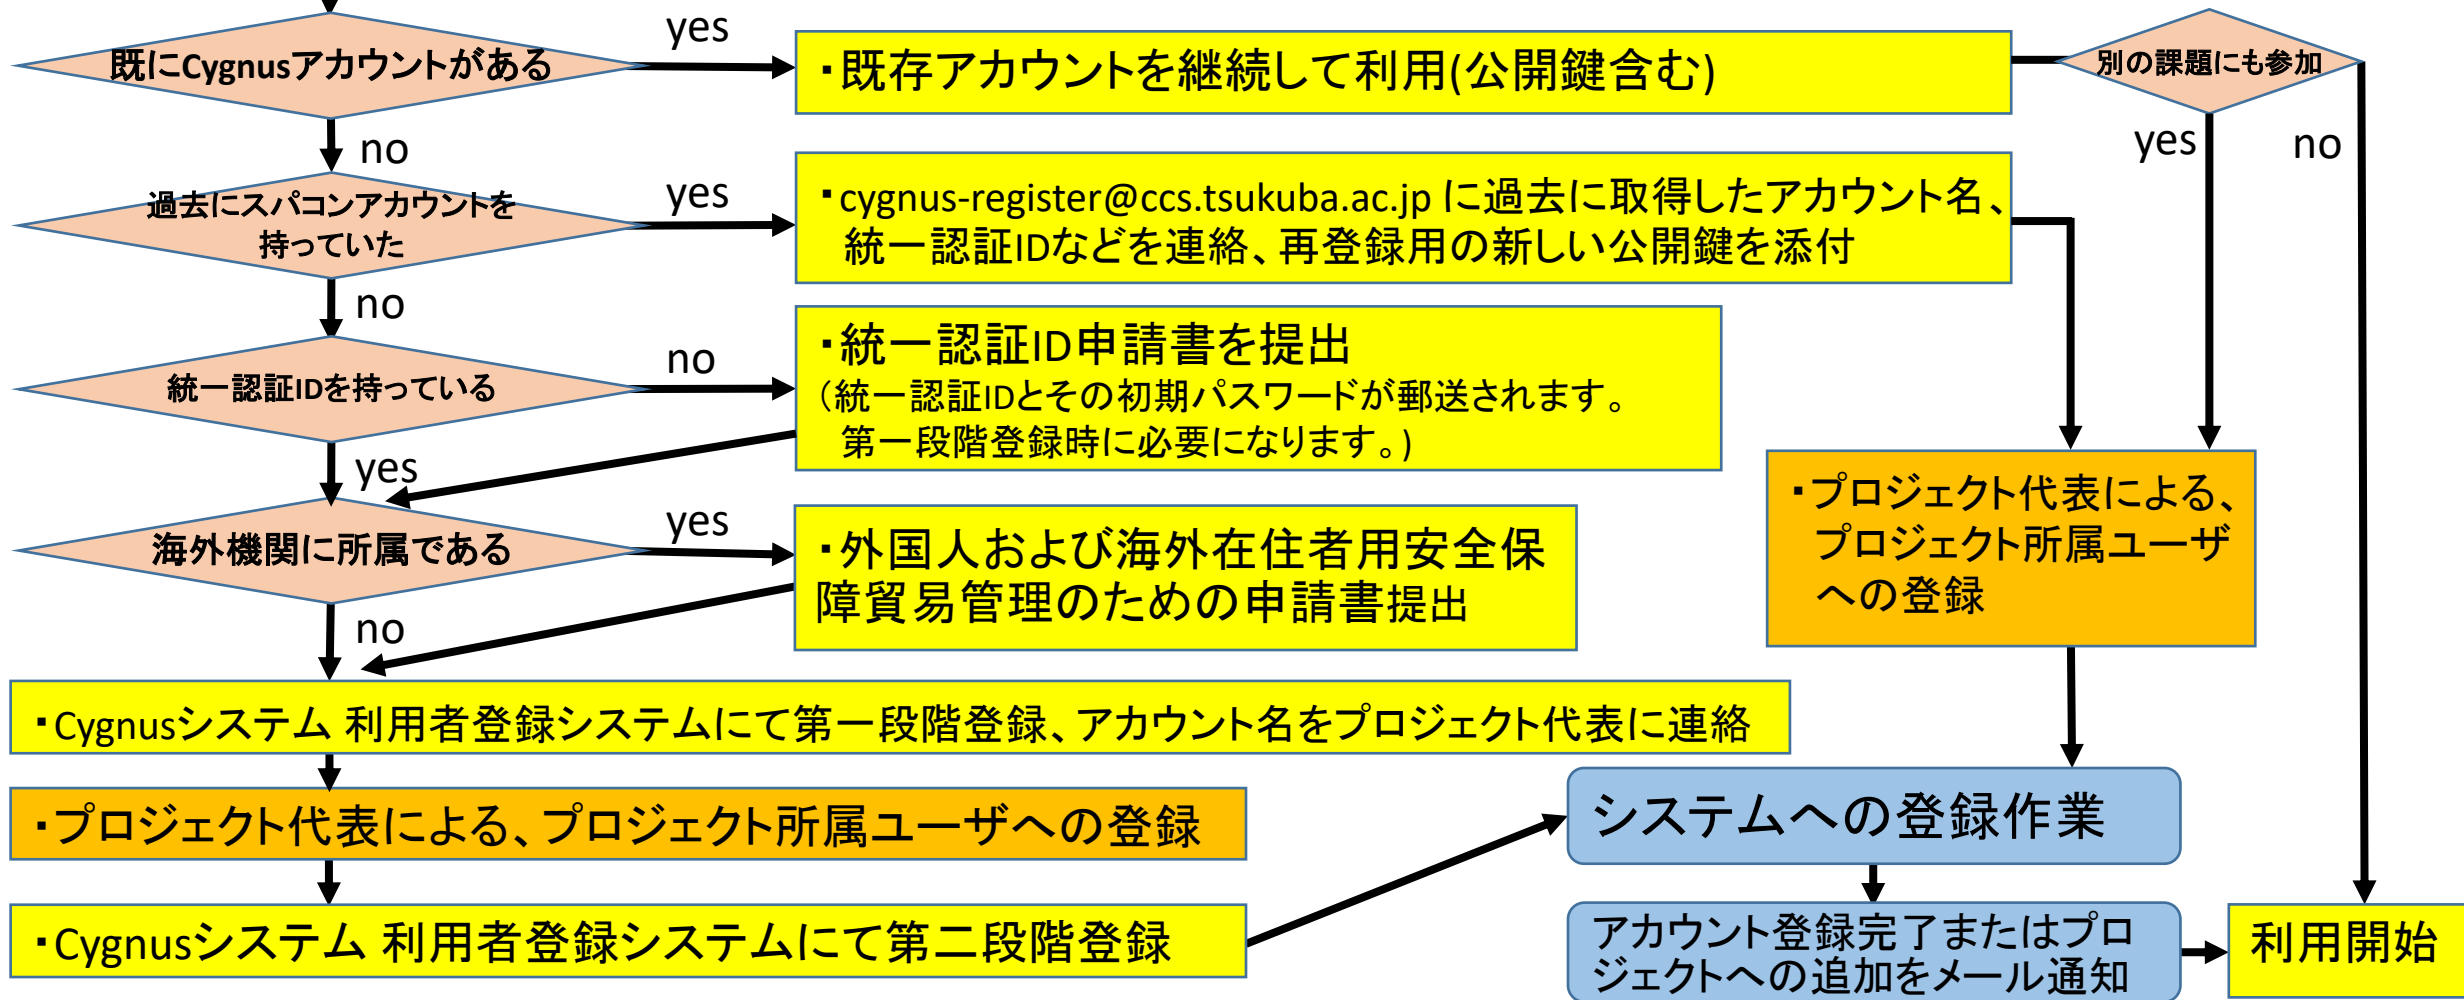 既にCygnusアカウントがある
yes
・既存アカウントを継続して利用(公開鍵含む)
別の課題にも参加
no
yes
no
過去にスパコンアカウントを
持っていた
yes
・cygnus-register@ccs.tsukuba.ac.jp に過去に取得したアカウント名、
統一認証IDなどを連絡、再登録用の新しい公開鍵を添付
no
統一認証IDを持っている
no
・統一認証ID申請書を提出
（統一認証IDとその初期パスワードが郵送されます。
第一段階登録時に必要になります。)
yes
・プロジェクト代表による、
プロジェクト所属ユーザ
への登録
海外機関に所属である
yes
・外国人および海外在住者用安全保
障貿易管理のための申請書提出
no
・Cygnusシステム 利用者登録システムにて第一段階登録、アカウント名をプロジェクト代表に連絡
・プロジェクト代表による、プロジェクト所属ユーザへの登録
システムへの登録作業
・Cygnusシステム 利用者登録システムにて第二段階登録
アカウント登録完了またはプロ
ジェクトへの追加をメール通知
利用開始